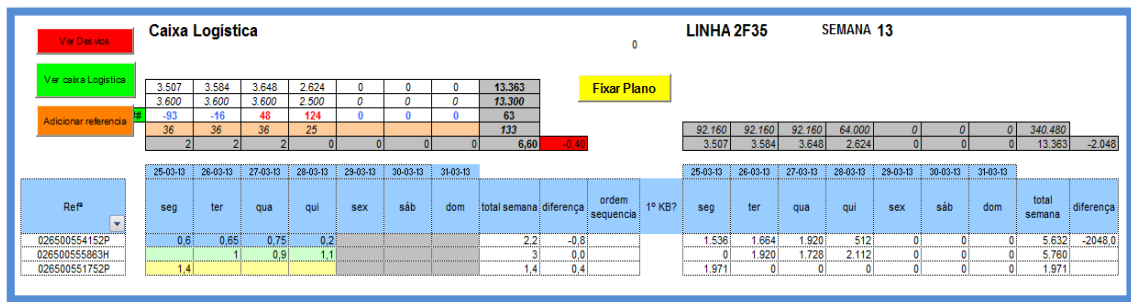 Ver Desvios
Caixa Logística
LINHA 2F35 SEMANA 13
0
Ver caixa Logistica
Fixar Plano
3.507 3.584 3.648 2.624 0 0 0 13.363
3.600 3.600 3.600 2.500 0 0 0 13.300
Adicionar referencia
-93 -16 48 124 0 0 0 63
36 36 36 25 133
92.160 92.160 92.160 64.000 0 0 0 340.480
2 2 2 0 0 0 6,60 -0,40
3.507 3.584 3.648 2.624 0 0 0 13.363 -2.048
25-03-13 26-03-13 27-03-13 28-03-13 29-03-13 30-03-13 31-03-13
25-03-13 26-03-13 27-03-13 28-03-13 29-03-13 30-03-13 31-03-13
Refª seg ter qua qui sex sáb dom total semana diferença ordem sequencia 1º KB? seg ter qua qui sex sáb dom total semana diferença
026500554152P 0,6 0,65 0,75 0,2 2,2 -0,8 1.536 1.664 1.920 512 0 0 0 5.632 -2048,0
026500555863H 1 0,9 1,1 3 0,0 0 1.920 1.728 2.112 0 0 0 5.760
026500551752P 1,4 1,4 0,4 1.971 0 0 0 0 0 0 1.971